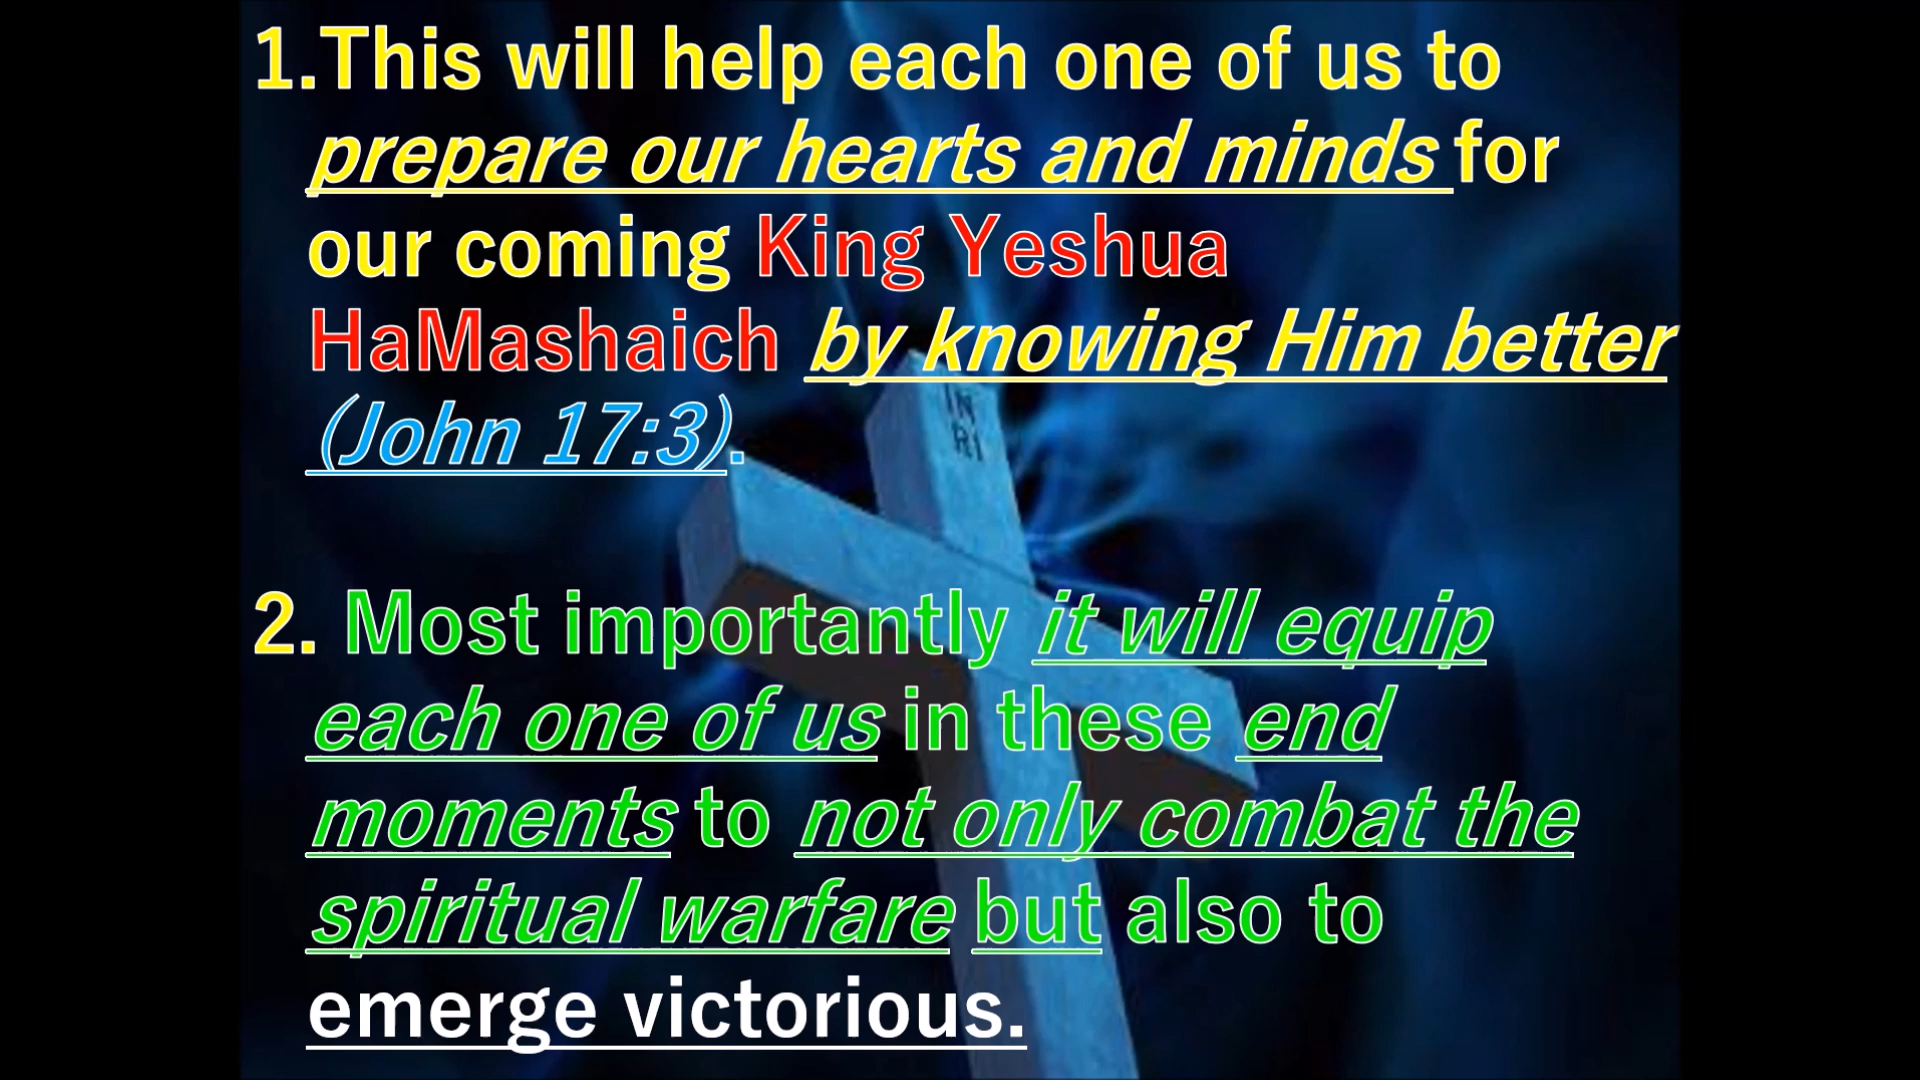 1.This will help each one of us to
prepare our hearts and minds for
our coming King Yeshua
HaMashaich by knowing Him better
(John 17:3).
IN
RI
2. Most importantly it will equip
each one of us in these end
moments to not only combat the
spiritual warfare but also to
emerge victorious.